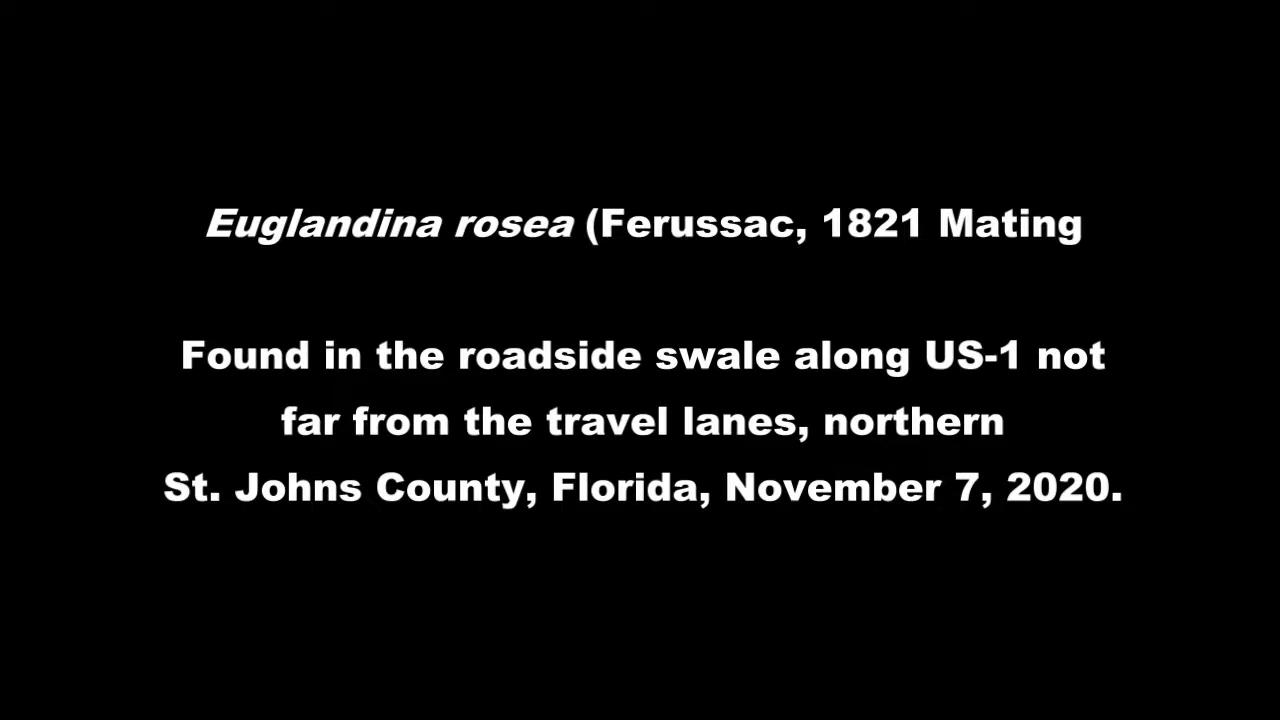 Euglandina rosea (Ferussac, 1821 Mating
Found in the roadside swale along US-1 not
far from the travel lanes, northern
St. Johns County, Florida, November 7, 2020.